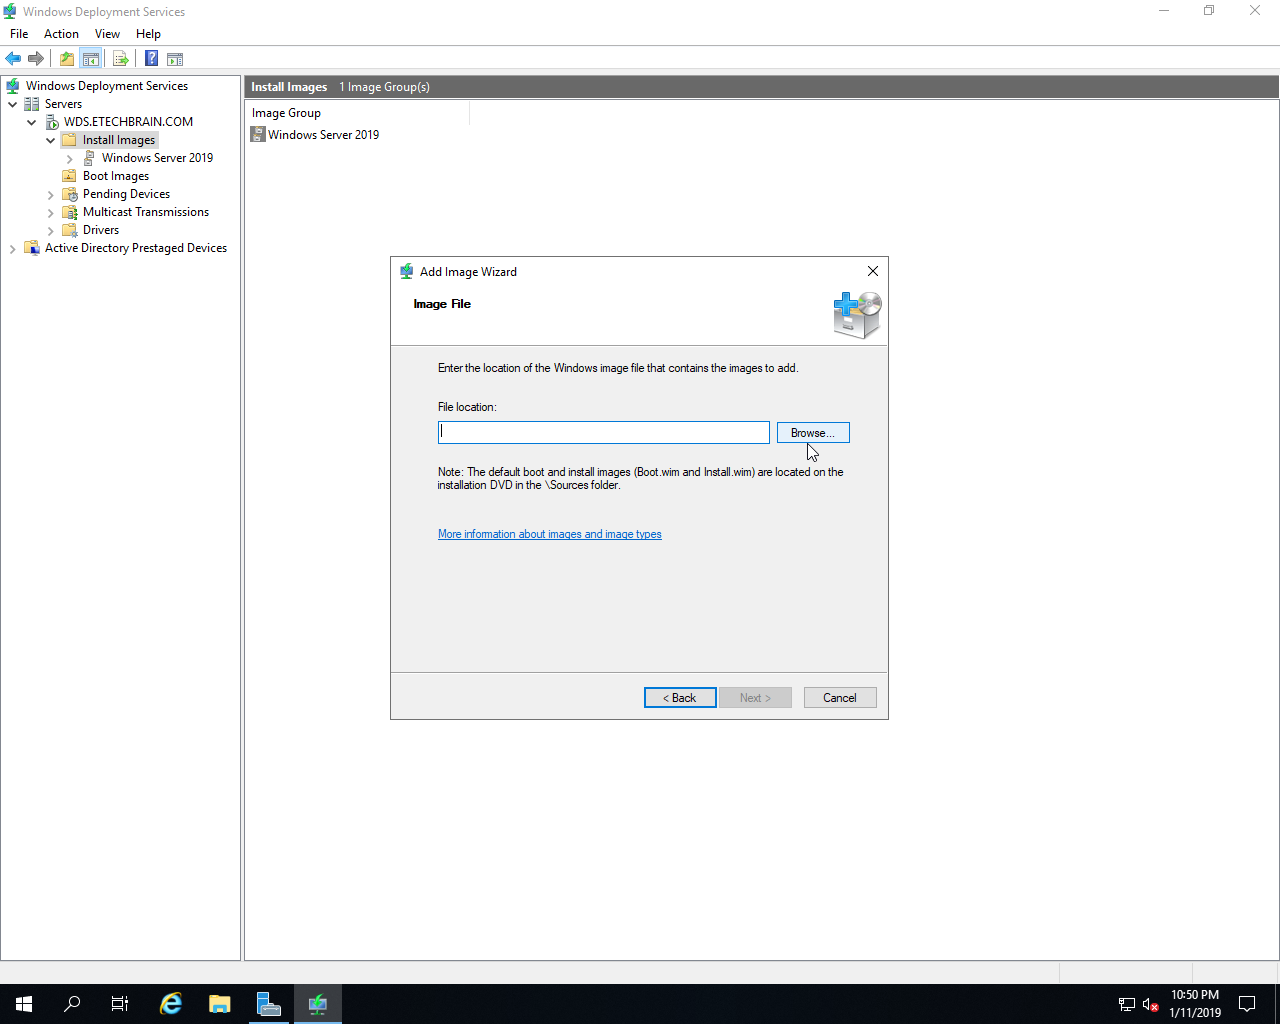 Windows Deployment Services
File Action View Help
Windows Deployment Services
Servers
WDS.ETECHBRAIN.COM
Install Images
Windows Server 2019
Boot Images
Pending Devices
Multicast Transmissions
Drivers
Active Directory Prestaged Devices
Install Images 1 Image Group(s)
Image Group
Windows Server 2019
Add Image Wizard
Image File
Enter the location of the Windows image file that contains the images to add.
File location:
Browse...
Note: The default boot and install images (Boot.wim and Install.wim) are located on the
installation DVD in the \Sources folder.
More information about images and image types
< Back Next > Cancel
10:50 PM
1/11/2019